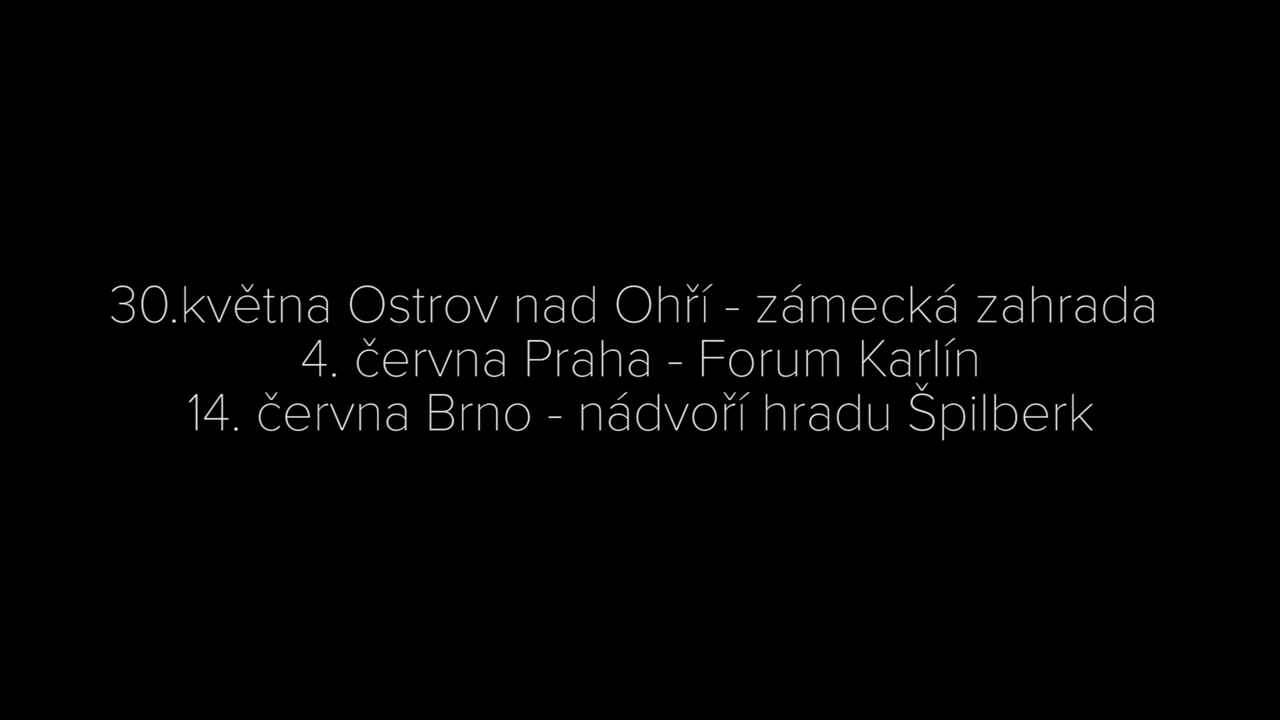 30.května Ostrov nad Ohří - zámecká zahrada
4. června Praha - Forum Karlín
14. června Brno - nádvoří hradu Špilberk